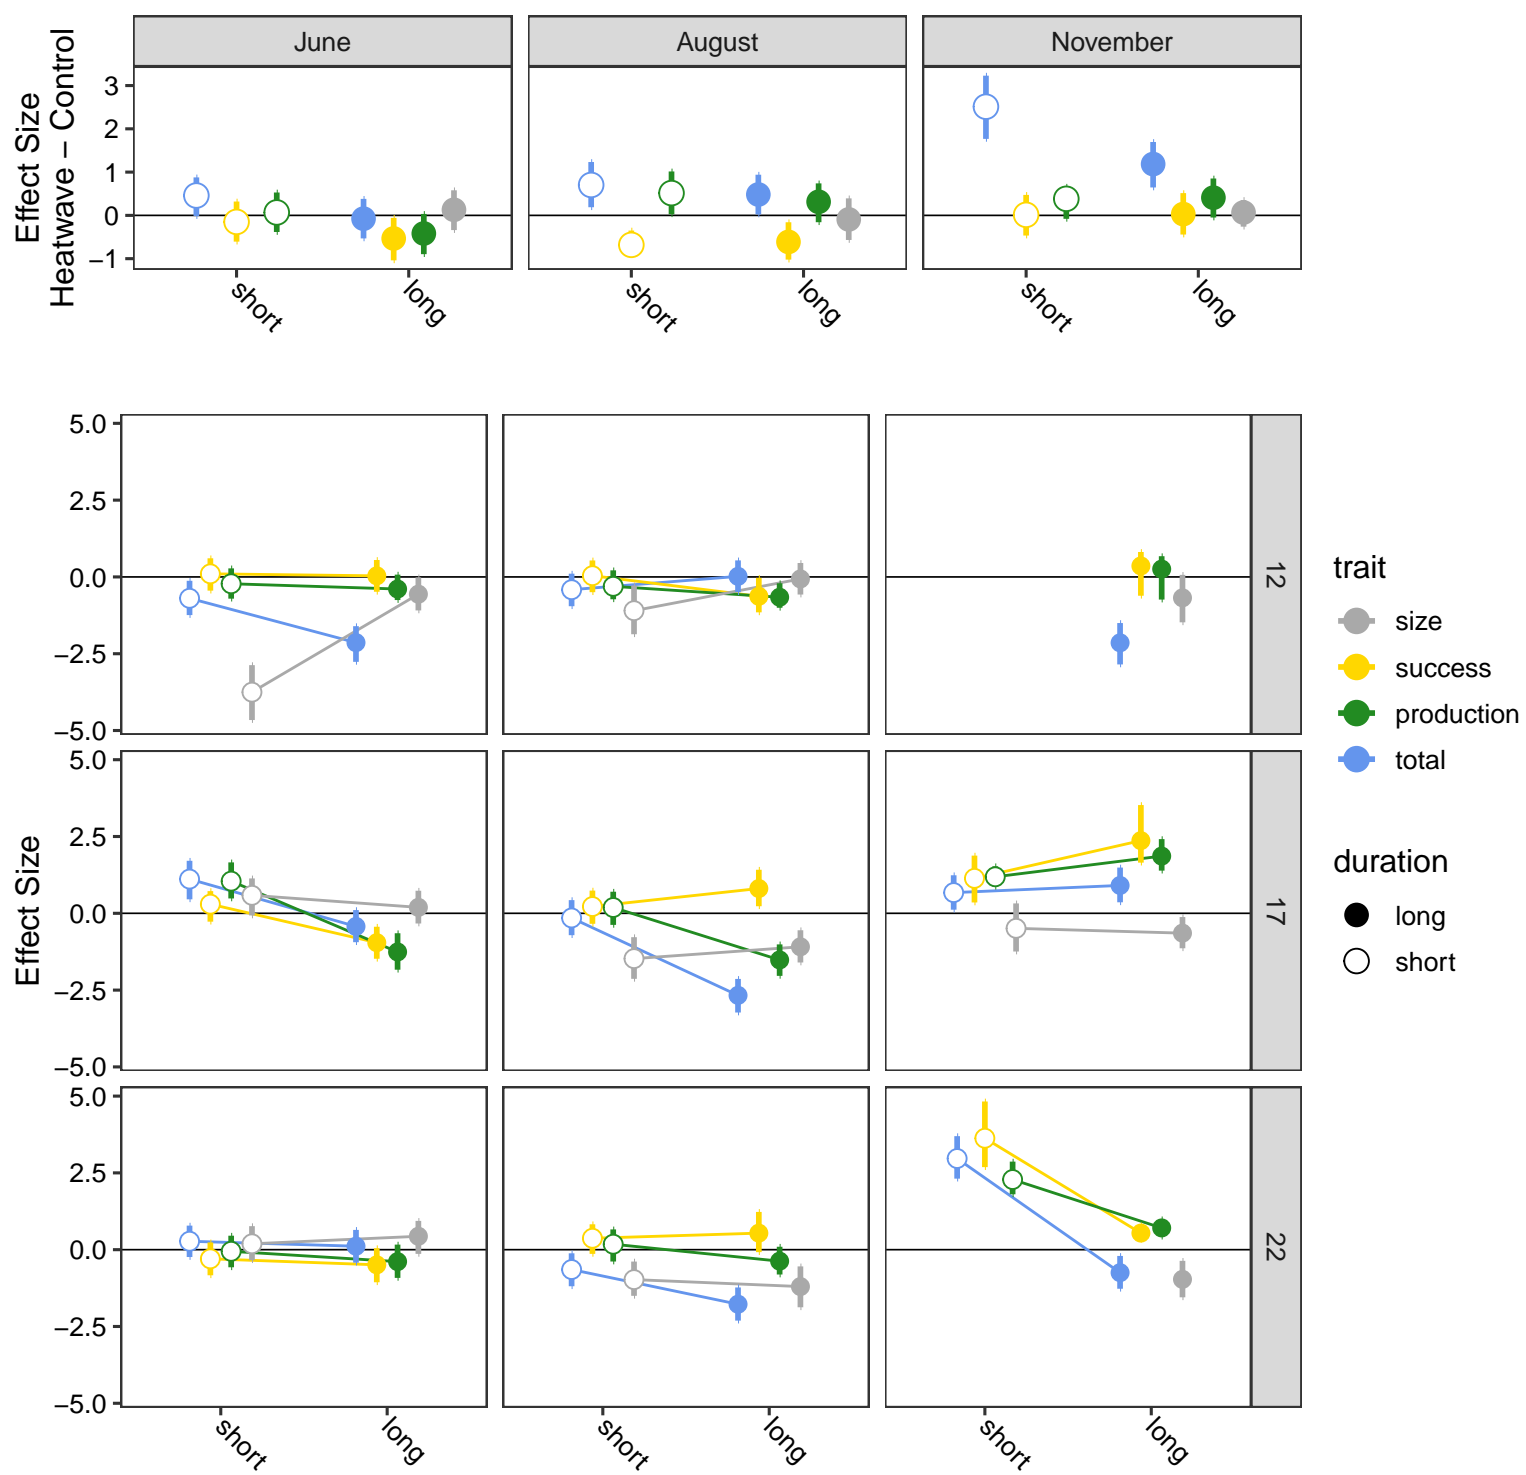 June
August
November
Effect Size
Heatwave – Control
3
2
1
0
−1
short
long
short
long
short
long
5.0
2.5
0.0
−2.5
−5.0
12
5.0
2.5
0.0
−2.5
−5.0
17
Effect Size
5.0
2.5
0.0
−2.5
−5.0
22
short
long
short
long
short
long
trait
size
success
production
total
duration
long
short